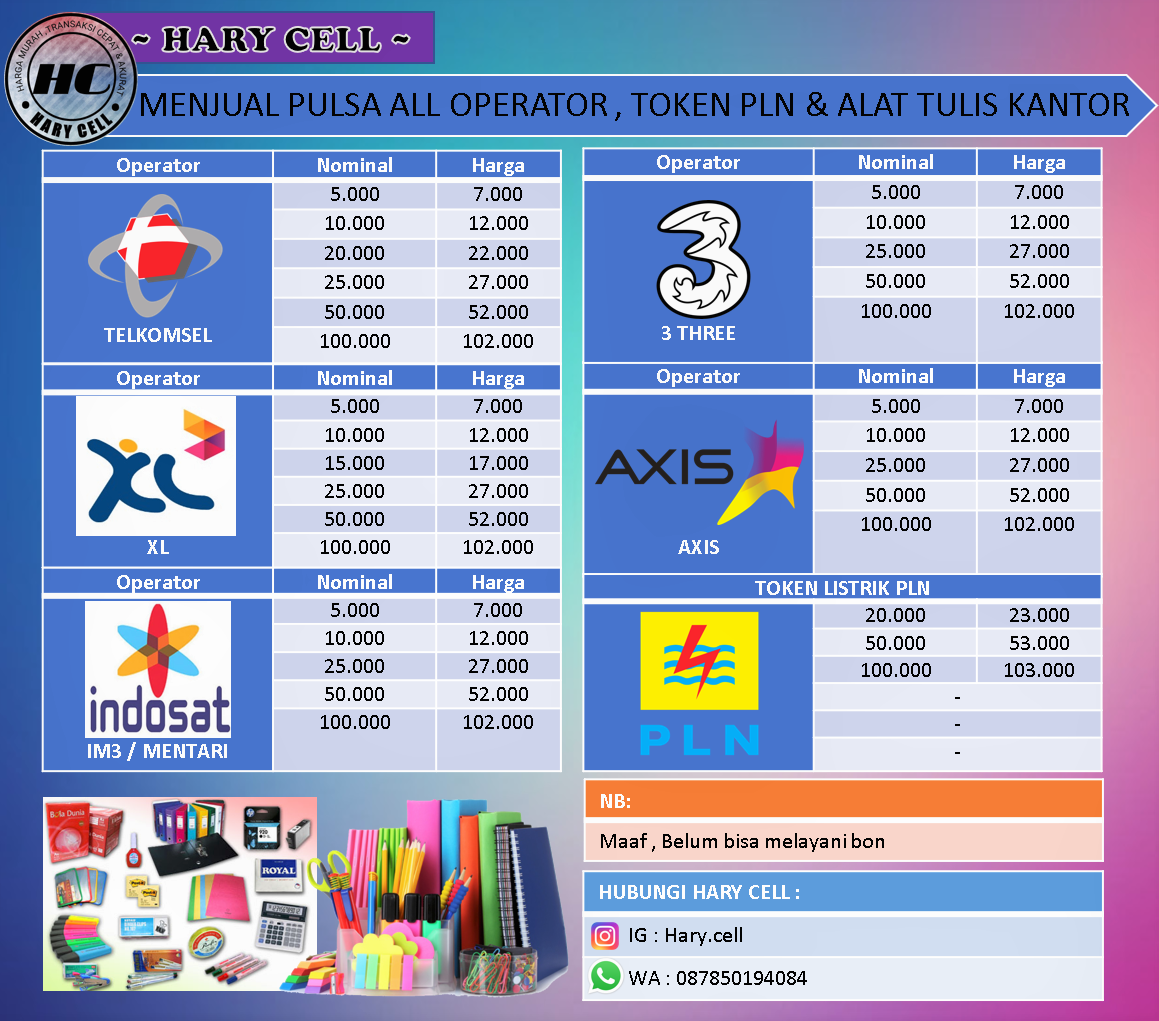 ~ HARY CELL ~
HARGA MURAH ,TRANSAKSI CEPAT & AKURAT
HC
HARY CELL
MENJUAL PULSA ALL OPERATOR , TOKEN PLN & ALAT TULIS KANTOR
Operator Nominal Harga
5.000 7.000
10.000 12.000
20.000 22.000
25.000 27.000
50.000 52.000
100.000 102.000
TELKOMSEL
Operator Nominal Harga
XL
5.000 7.000
10.000 12.000
15.000 17.000
25.000 27.000
50.000 52.000
100.000 102.000
XL
Operator Nominal Harga
indosat
5.000 7.000
10.000 12.000
25.000 27.000
50.000 52.000
100.000 102.000
IM3 / MENTARI
Operator Nominal Harga
3
5.000 7.000
10.000 12.000
25.000 27.000
50.000 52.000
100.000 102.000
3 THREE
Operator Nominal Harga
AXIS
5.000 7.000
10.000 12.000
25.000 27.000
50.000 52.000
100.000 102.000
AXIS
TOKEN LISTRIK PLN
PLN
20.000 23.000
50.000 53.000
100.000 103.000
-
-
-
Bola Dunia
920
ROYAL
NB:
Maaf , Belum bisa melayani bon
HUBUNGI HARY CELL :
IG : Hary.cell
WA : 087850194084